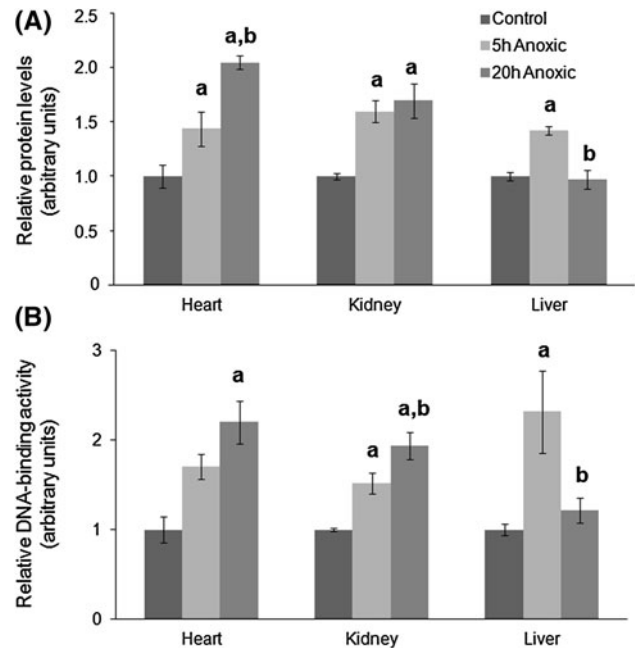 (A)
Relative protein levels
(arbitrary units)
2.5
2.0
1.5
1.0
0.5
0
Control
5h Anoxic
20h Anoxic
a
a,b
a
a
a
b
Heart
Kidney
Liver
(B)
Relative DNA-binding activity
(arbitrary units)
3
2
1
0
a
a
a,b
a
b
Heart
Kidney
Liver